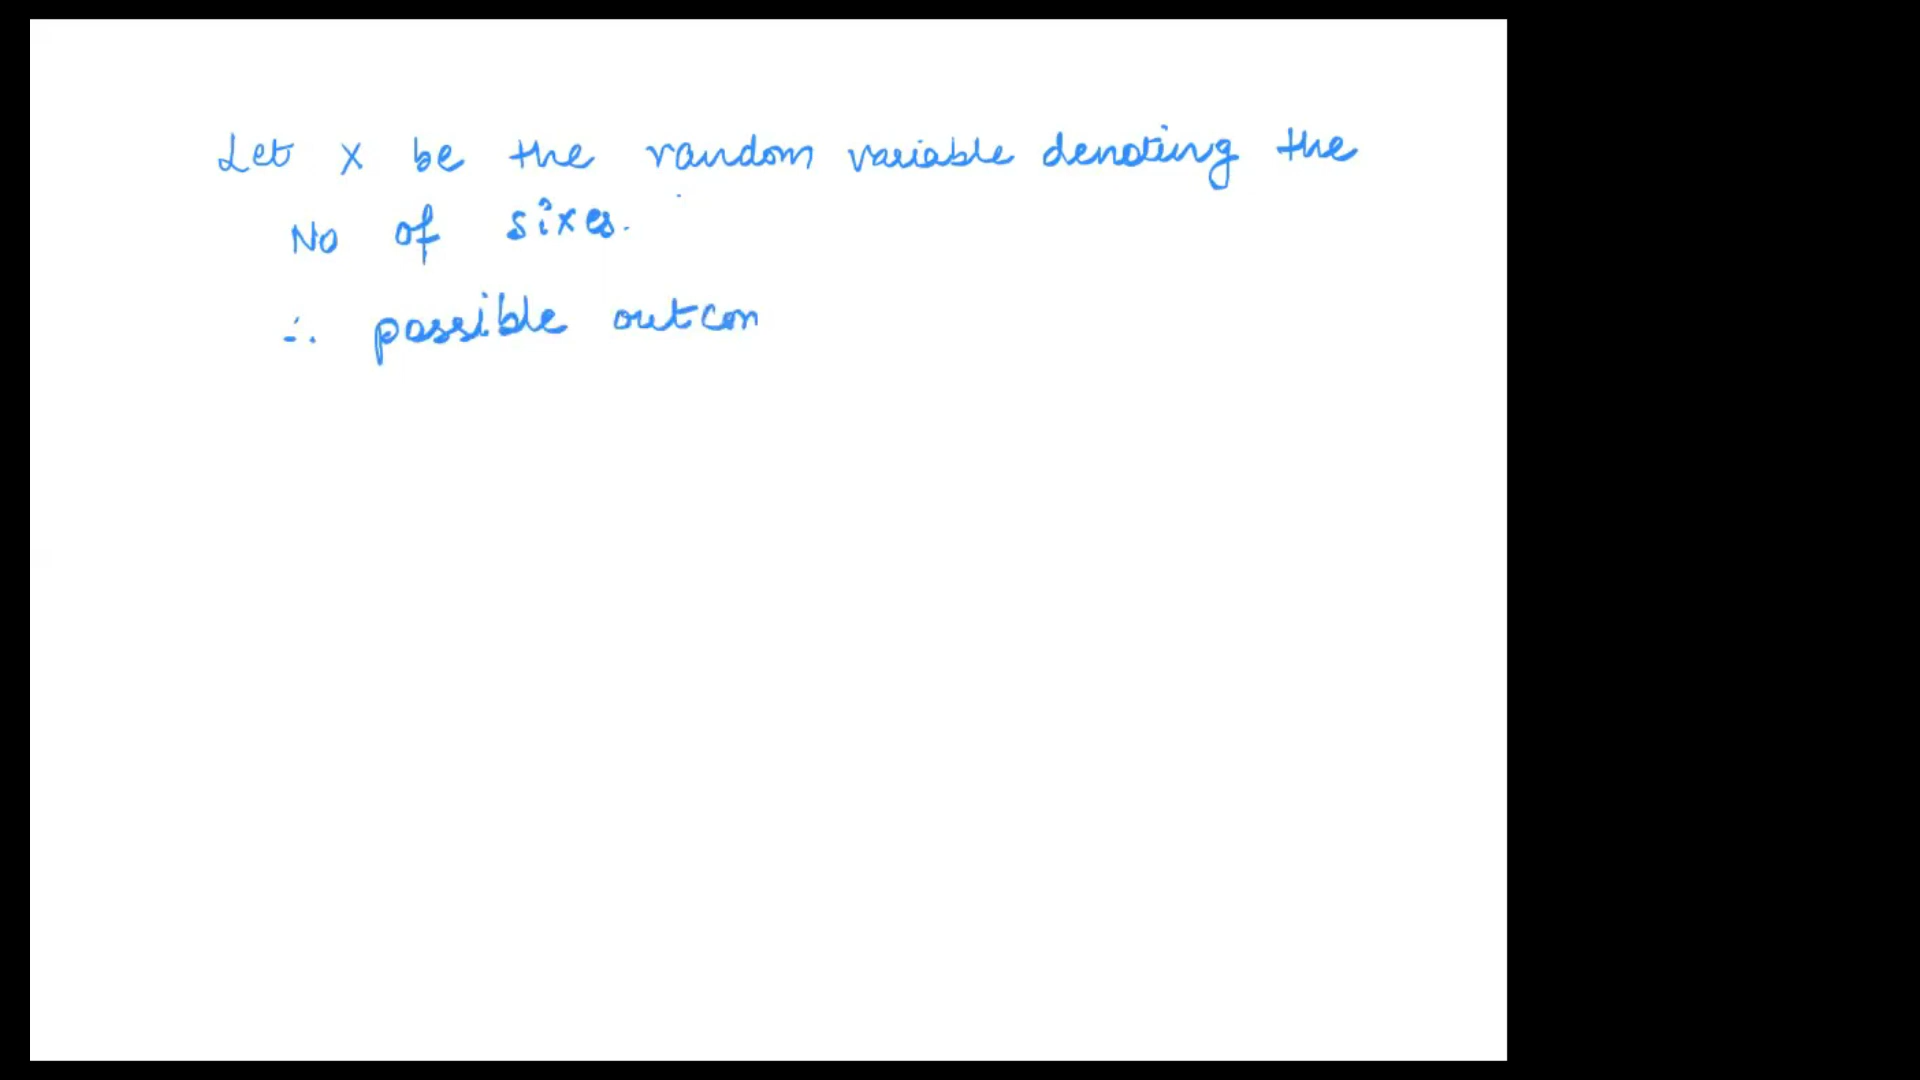 Let X be the random variable denoting the
No of sixes.
∴ possible outcom